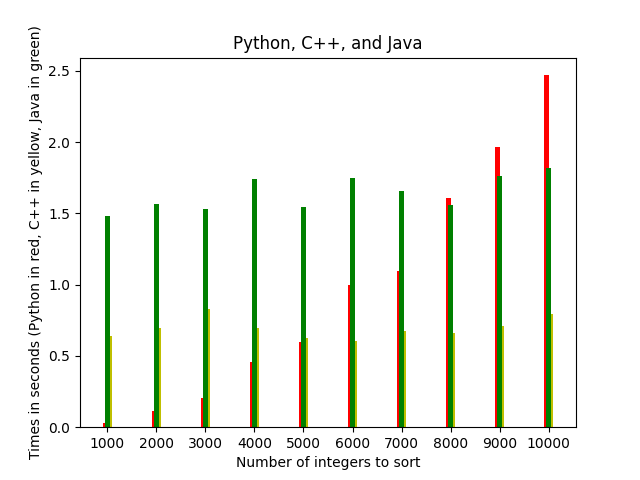 Python, C++, and Java
Times in seconds (Python in red, C++ in yellow, Java in green)
2.5
2.0
1.5
1.0
0.5
0.0
1000 2000 3000 4000 5000 6000 7000 8000 9000 10000
Number of integers to sort